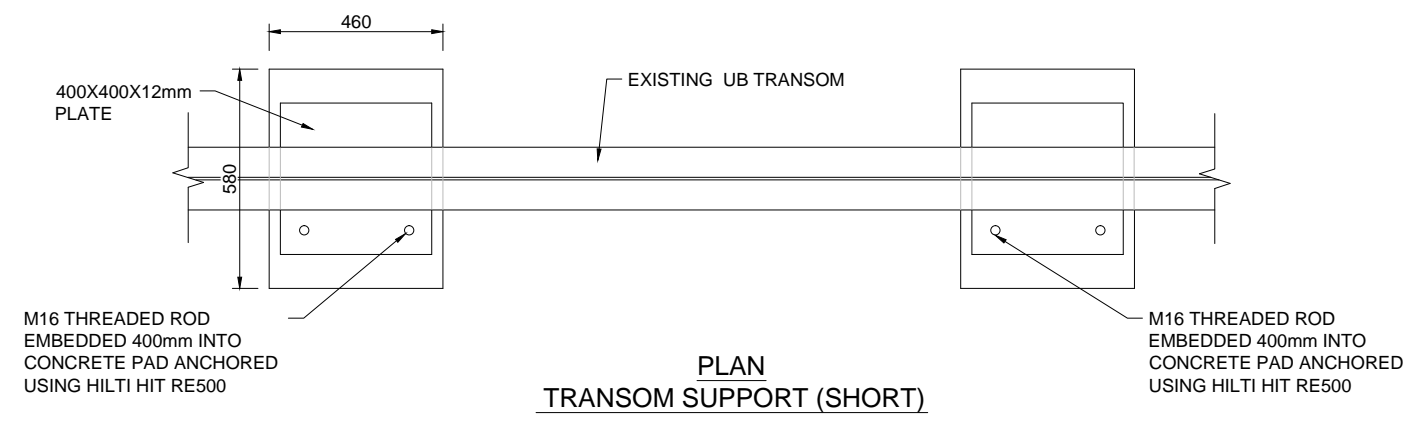 460
400X400X12mm
PLATE
EXISTING UB TRANSOM
580
M16 THREADED ROD
EMBEDDED 400mm INTO
CONCRETE PAD ANCHORED
USING HILTI HIT RE500
M16 THREADED ROD
EMBEDDED 400mm INTO
CONCRETE PAD ANCHORED
USING HILTI HIT RE500
PLAN
TRANSOM SUPPORT (SHORT)